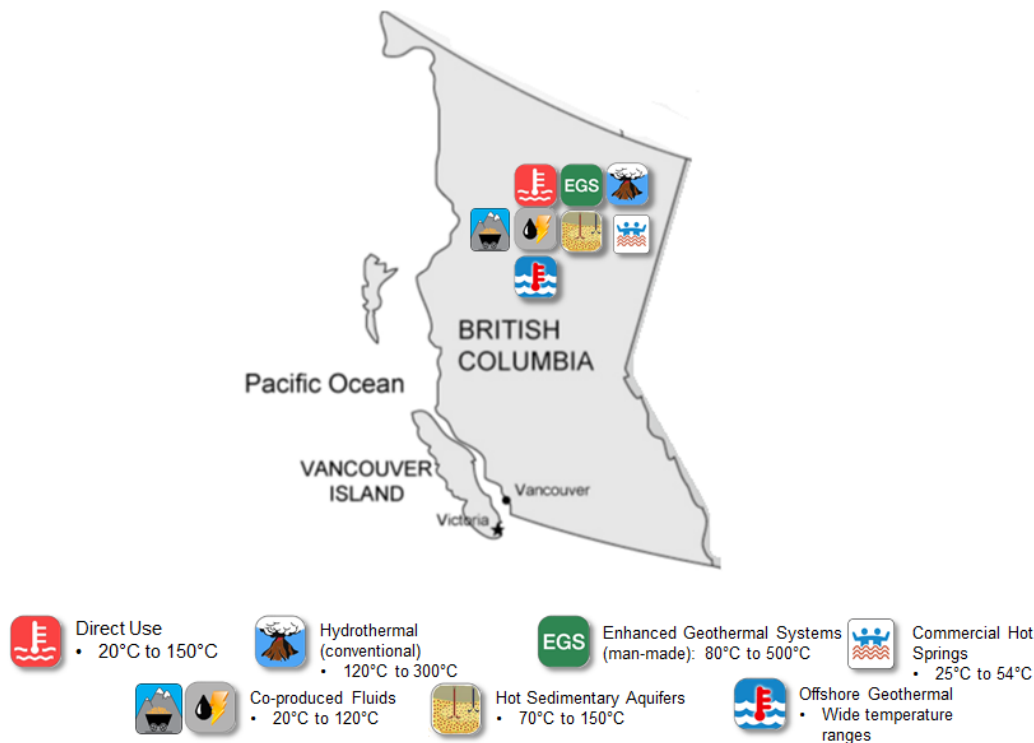 EGS
BRITISH
COLUMBIA
Pacific Ocean
VANCOUVER
ISLAND
Vancouver
Victoria
Direct Use
• 20°C to 150°C
Hydrothermal
(conventional)
• 120°C to 300°C
EGS
Enhanced Geothermal Systems
(man-made): 80°C to 500°C
Commercial Hot
Springs
• 25°C to 54°C
Co-produced Fluids
• 20°C to 120°C
Hot Sedimentary Aquifers
• 70°C to 150°C
Offshore Geothermal
• Wide temperature
ranges